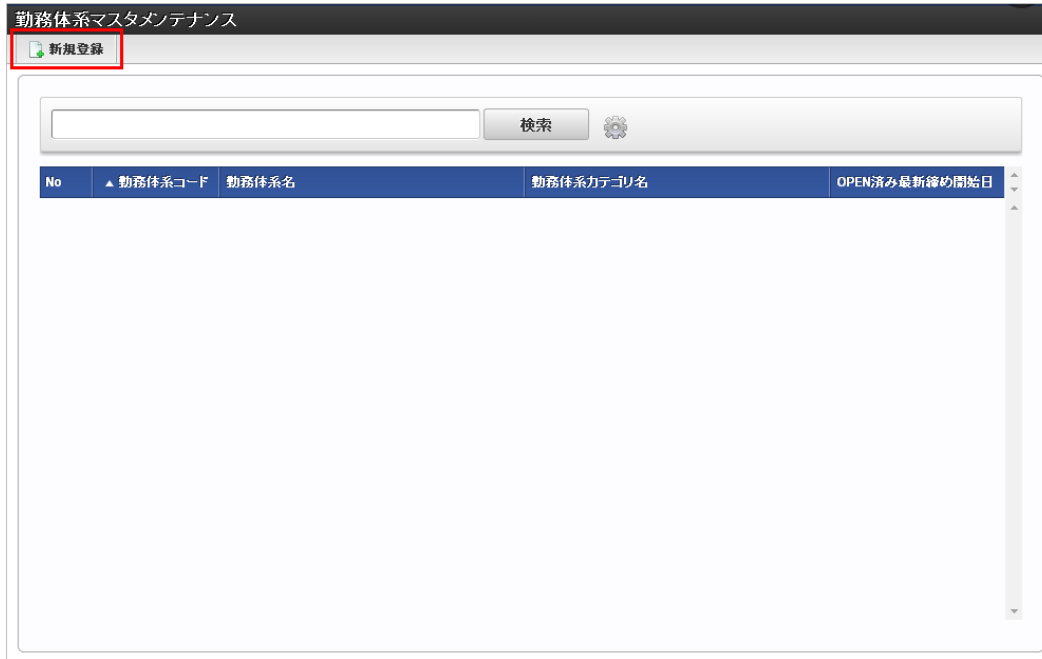 勤務体系マスタメンテナンス
新規登録
検索
No ▲ 勤務体系コード 勤務体系名 勤務体系カテゴリ名 OPEN済み最新締め開始日